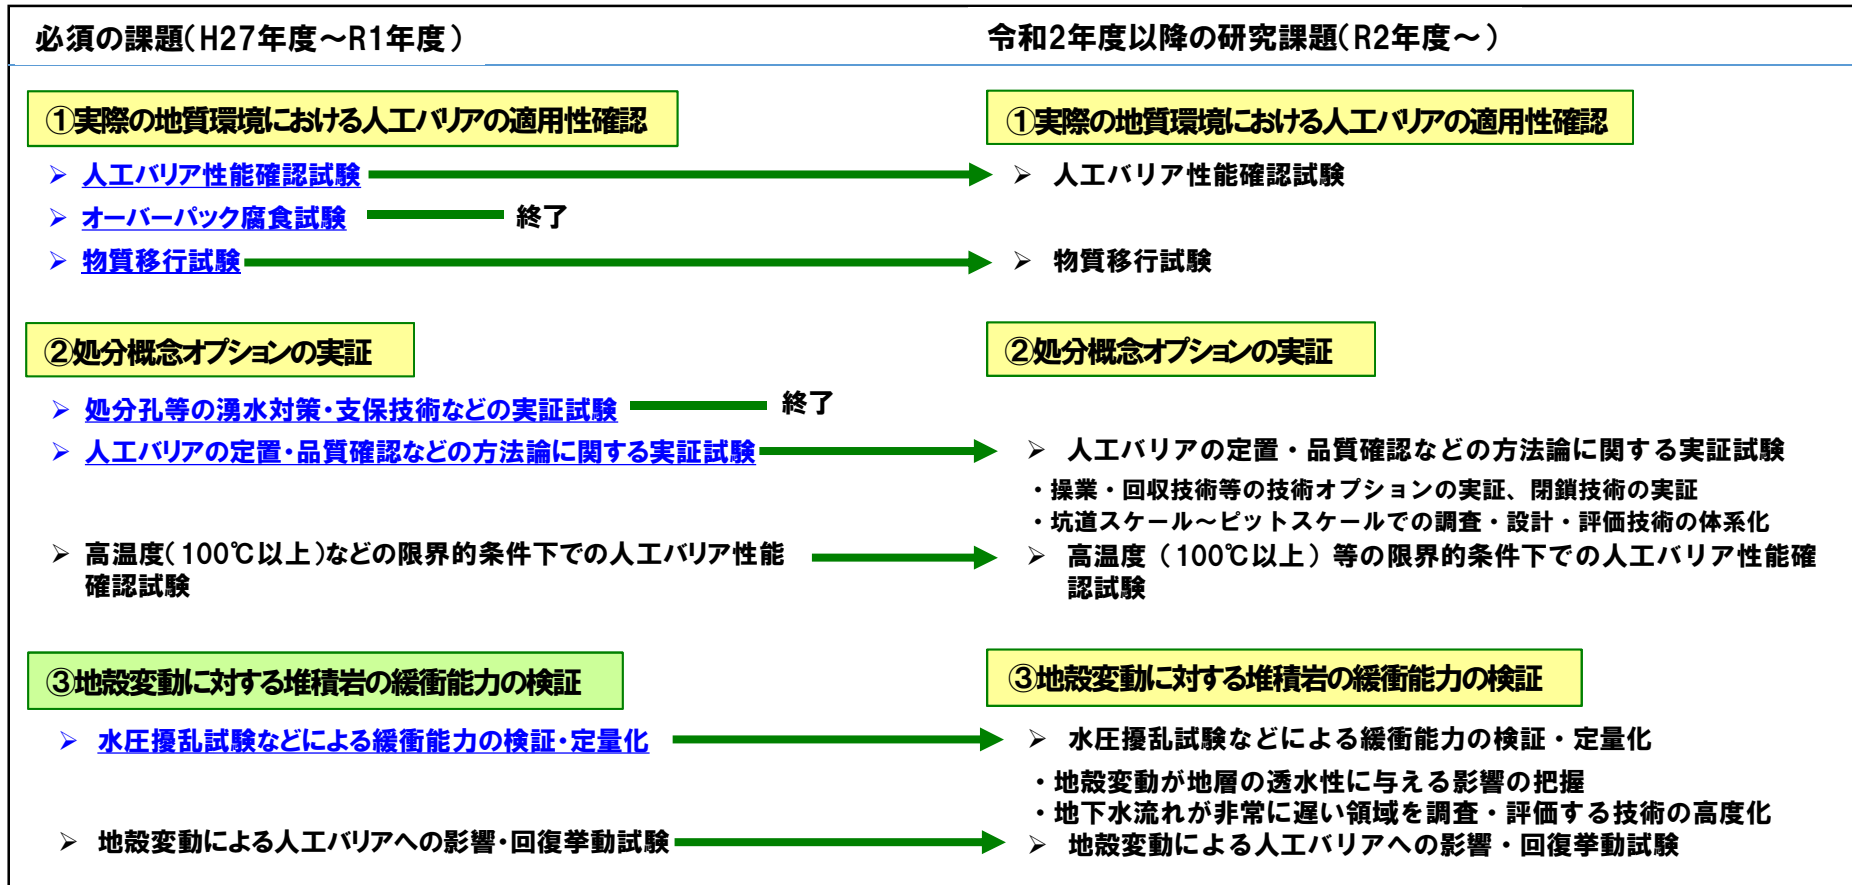 必須の課題(H27年度～R1年度)
①実際の地質環境における人工バリアの適用性確認
➢ 人工バリア性能確認試験
➢ オーバーパック腐食試験 終了
➢ 物質移行試験
②処分概念オプションの実証
➢ 処分孔等の湧水対策・支保技術などの実証試験 終了
➢ 人工バリアの定置・品質確認などの方法論に関する実証試験
➢ 高温度(100℃以上)などの限界的条件下での人工バリア性能
確認試験
③地殻変動に対する堆積岩の緩衝能力の検証
➢ 水圧擾乱試験などによる緩衝能力の検証・定量化
➢ 地殻変動による人工バリアへの影響・回復挙動試験
令和2年度以降の研究課題(R2年度～)
①実際の地質環境における人工バリアの適用性確認
➢ 人工バリア性能確認試験
➢ 物質移行試験
②処分概念オプションの実証
➢ 人工バリアの定置・品質確認などの方法論に関する実証試験
・操業・回収技術等の技術オプションの実証、閉鎖技術の実証
・坑道スケール～ピットスケールでの調査・設計・評価技術の体系化
➢ 高温度（100℃以上）等の限界的条件下での人工バリア性能確
認試験
③地殻変動に対する堆積岩の緩衝能力の検証
➢ 水圧擾乱試験などによる緩衝能力の検証・定量化
・地殻変動が地層の透水性に与える影響の把握
・地下水流れが非常に遅い領域を調査・評価する技術の高度化
➢ 地殻変動による人工バリアへの影響・回復挙動試験